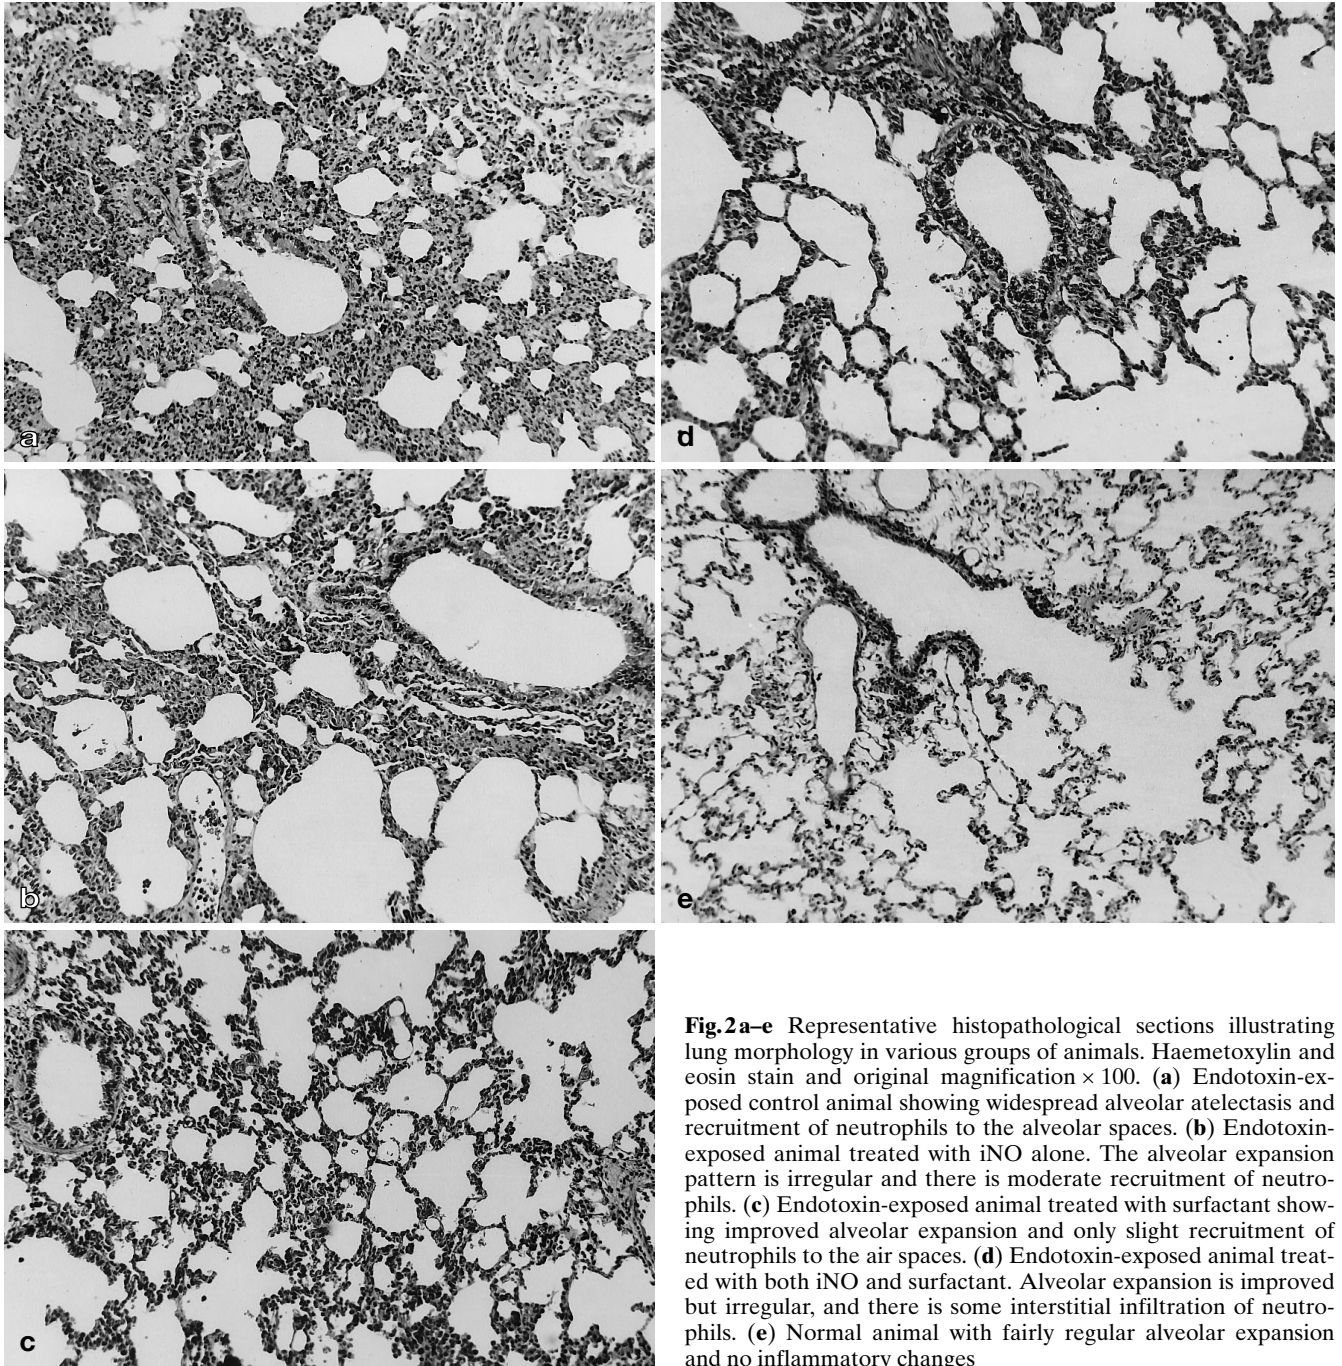 a
d
b
e
c
Fig.2a–e Representative histopathological sections illustrating
lung morphology in various groups of animals. Haemetoxylin and
eosin stain and original magnification × 100. (a) Endotoxin-ex-
posed control animal showing widespread alveolar atelectasis and
recruitment of neutrophils to the alveolar spaces. (b) Endotoxin-
exposed animal treated with iNO alone. The alveolar expansion
pattern is irregular and there is moderate recruitment of neutro-
phils. (c) Endotoxin-exposed animal treated with surfactant show-
ing improved alveolar expansion and only slight recruitment of
neutrophils to the air spaces. (d) Endotoxin-exposed animal treat-
ed with both iNO and surfactant. Alveolar expansion is improved
but irregular, and there is some interstitial infiltration of neutro-
phils. (e) Normal animal with fairly regular alveolar expansion
and no inflammatory changes